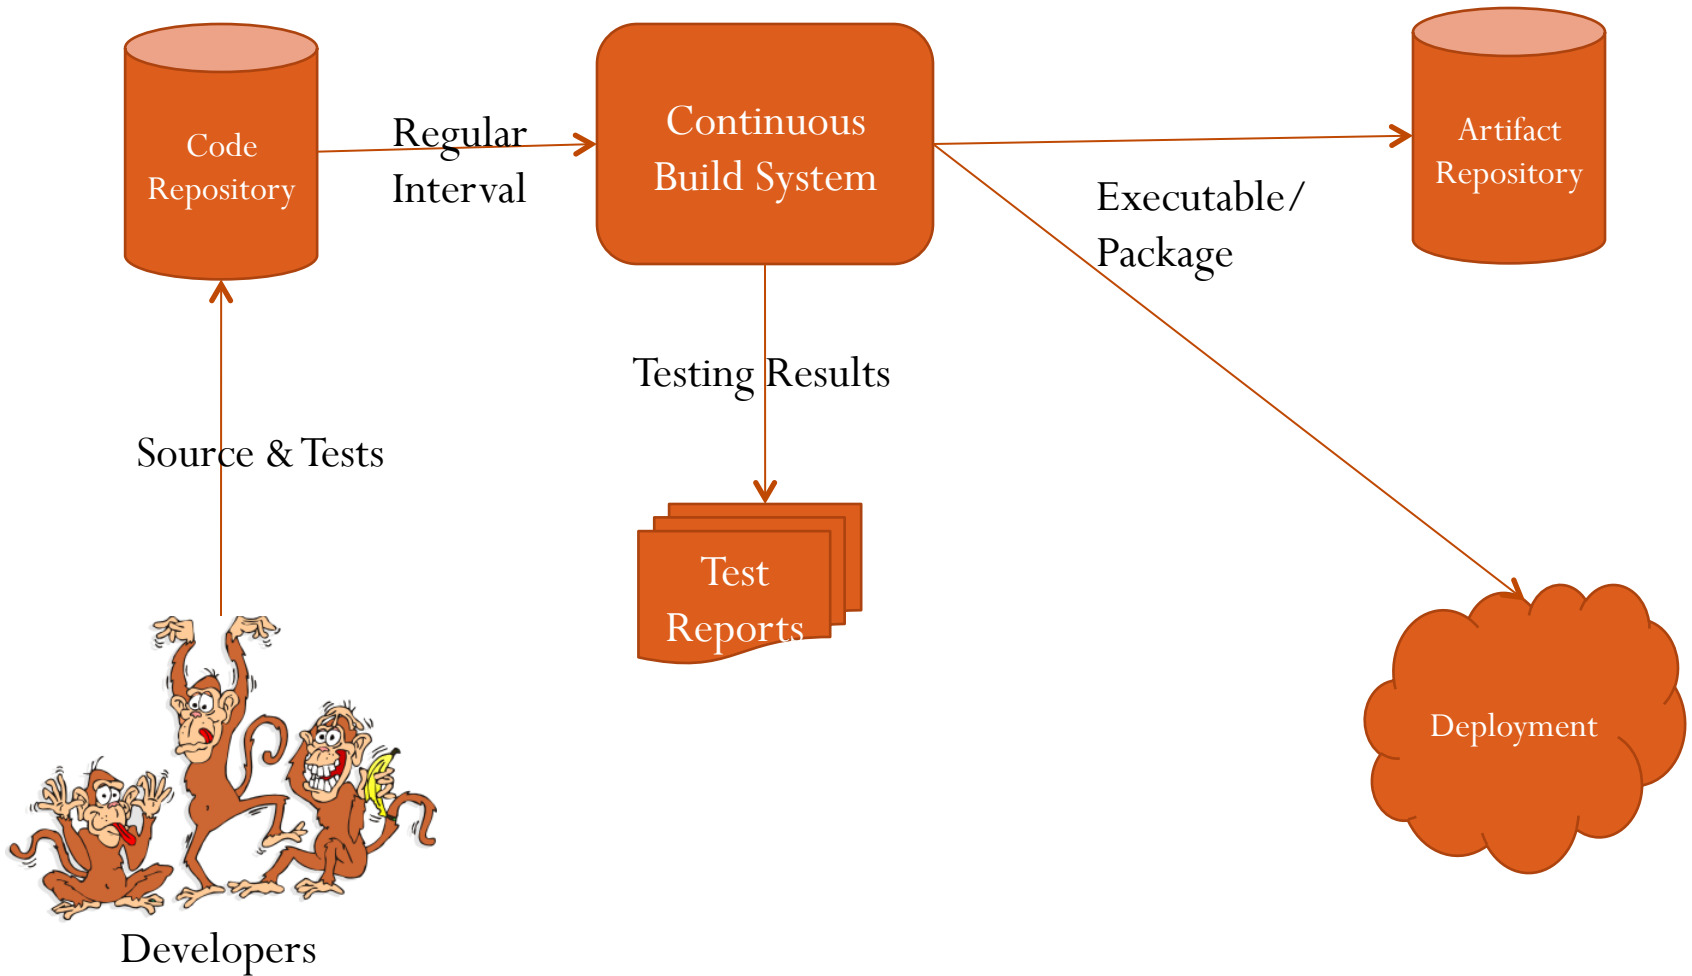 Code
Repository
Regular
Interval
Continuous
Build System
Executable/
Package
Artifact
Repository
Testing Results
Source & Tests
Test
Reports
Deployment
Developers